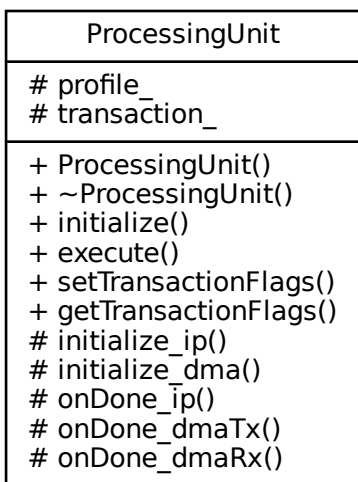 ProcessingUnit
# profile_
# transaction_
+ ProcessingUnit()
+ ~ProcessingUnit()
+ initialize()
+ execute()
+ setTransactionFlags()
+ getTransactionFlags()
# initialize_ip()
# initialize_dma()
# onDone_ip()
# onDone_dmaTx()
# onDone_dmaRx()